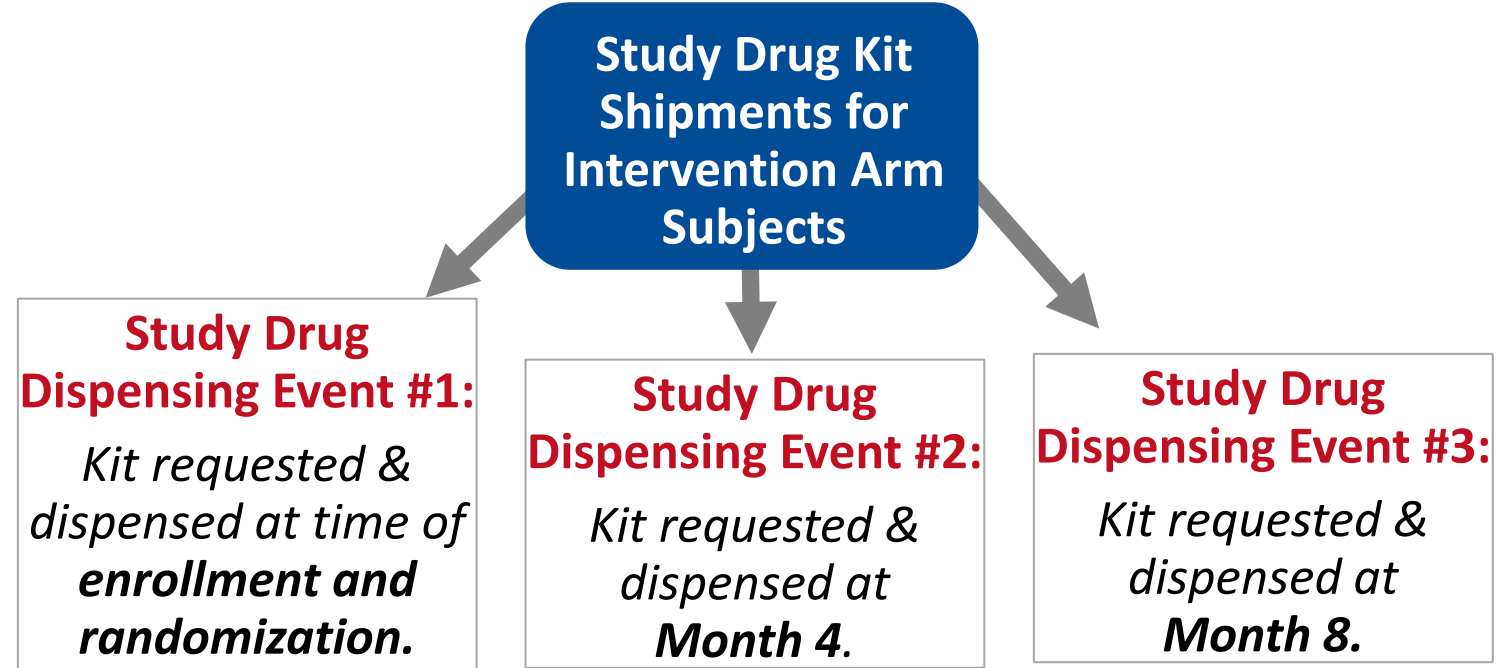 Study Drug Kit
Shipments for
Intervention Arm
Subjects
Study Drug
Dispensing Event #1:
Kit requested &
dispensed at time of
enrollment and
randomization.
Study Drug
Dispensing Event #2:
Kit requested &
dispensed at
Month 4.
Study Drug
Dispensing Event #3:
Kit requested &
dispensed at
Month 8.